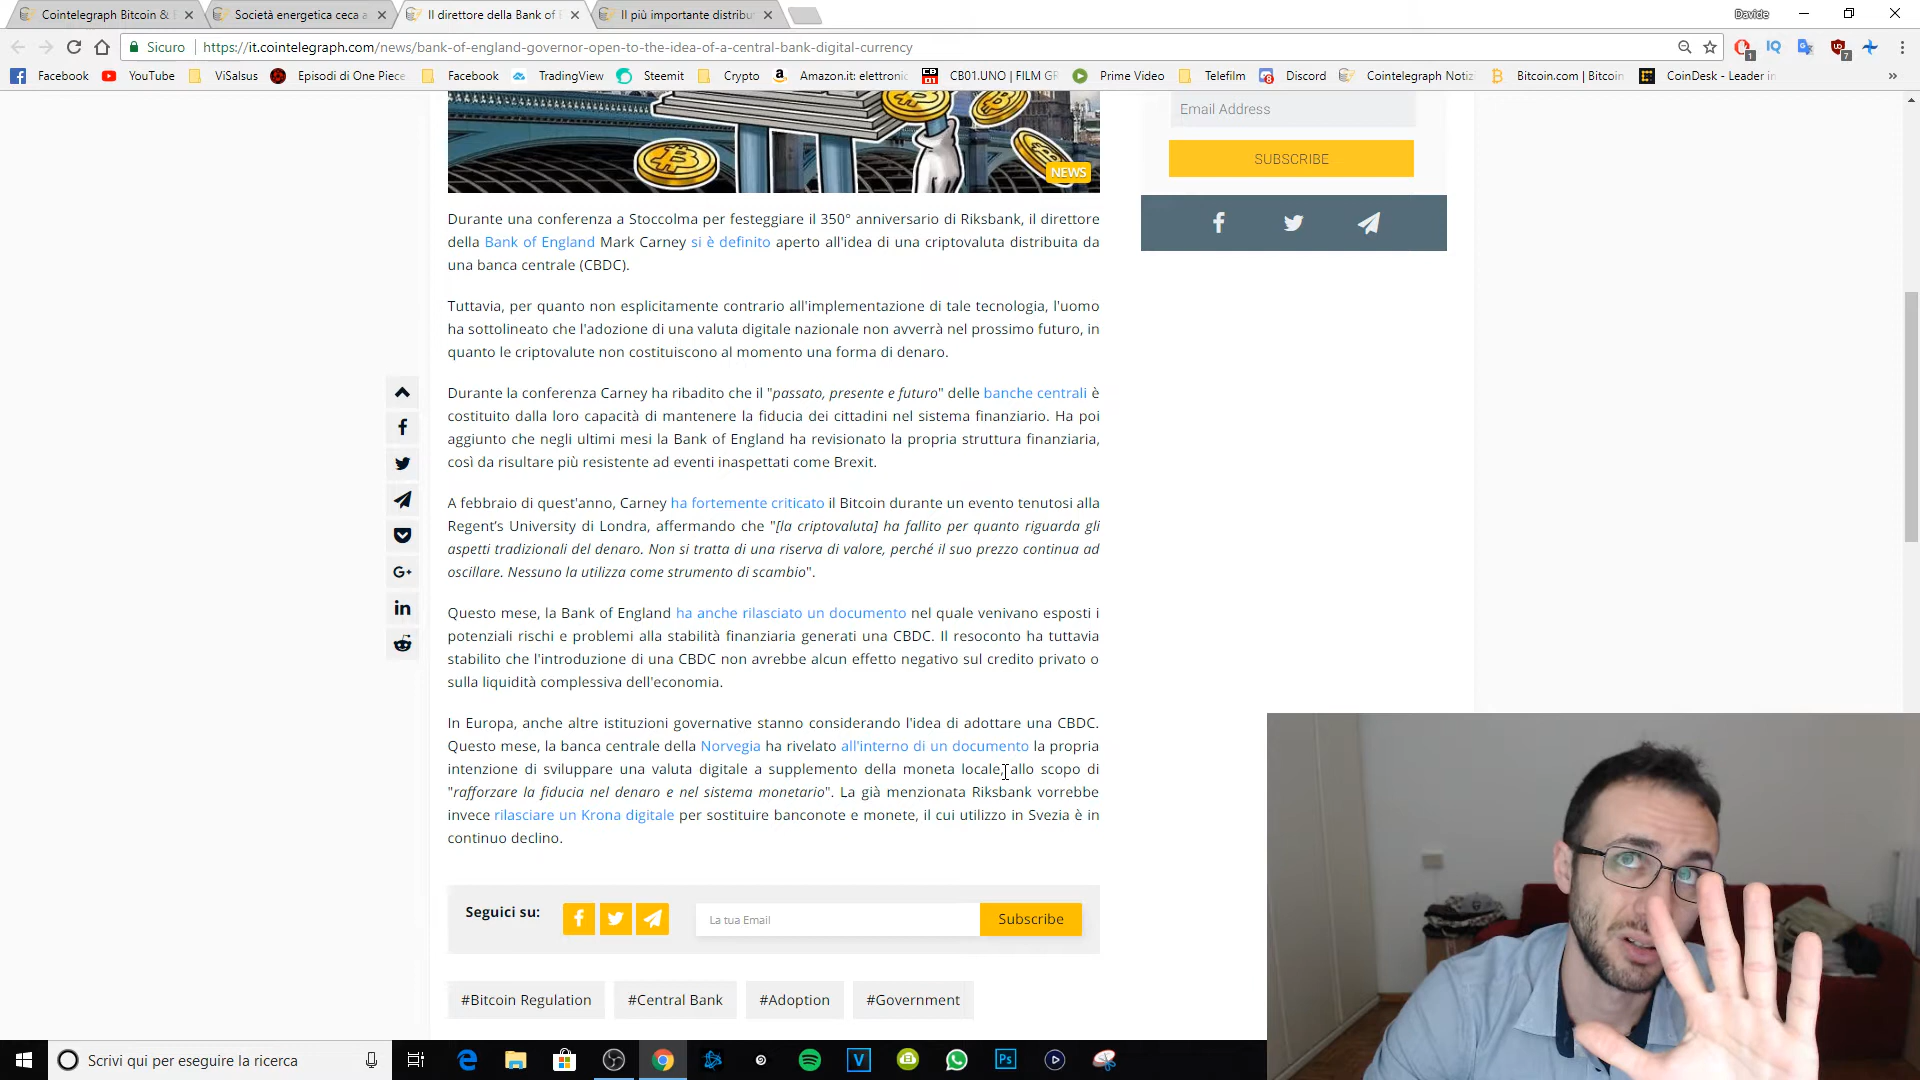 Cointelegraph Bitcoin &
Società energetica ceca a
Il direttore della Bank of E
Il più importante distribu
Davide
Sicuro
https://it.cointelegraph.com/news/bank-of-england-governor-open-to-the-idea-of-a-central-bank-digital-currency
Facebook
YouTube
ViSalsus
Episodi di One Piece
Facebook
TradingView
Steemit
Crypto
Amazon.it: elettronic
CB01.UNO | FILM GR
Prime Video
Telefilm
Discord
Cointelegraph Notiz
Bitcoin.com | Bitcoin
CoinDesk - Leader in
NEWS
Email Address
SUBSCRIBE
Durante una conferenza a Stoccolma per festeggiare il 350° anniversario di Riksbank, il direttore
della Bank of England Mark Carney si è definito aperto all'idea di una criptovaluta distribuita da
una banca centrale (CBDC).
Tuttavia, per quanto non esplicitamente contrario all'implementazione di tale tecnologia, l'uomo
ha sottolineato che l'adozione di una valuta digitale nazionale non avverrà nel prossimo futuro, in
quanto le criptovalute non costituiscono al momento una forma di denaro.
Durante la conferenza Carney ha ribadito che il "passato, presente e futuro" delle banche centrali è
costituito dalla loro capacità di mantenere la fiducia dei cittadini nel sistema finanziario. Ha poi
aggiunto che negli ultimi mesi la Bank of England ha revisionato la propria struttura finanziaria,
così da risultare più resistente ad eventi inaspettati come Brexit.
A febbraio di quest'anno, Carney ha fortemente criticato il Bitcoin durante un evento tenutosi alla
Regent's University di Londra, affermando che "[la criptovaluta] ha fallito per quanto riguarda gli
aspetti tradizionali del denaro. Non si tratta di una riserva di valore, perché il suo prezzo continua ad
oscillare. Nessuno la utilizza come strumento di scambio".
Questo mese, la Bank of England ha anche rilasciato un documento nel quale venivano esposti i
potenziali rischi e problemi alla stabilità finanziaria generati una CBDC. Il resoconto ha tuttavia
stabilito che l'introduzione di una CBDC non avrebbe alcun effetto negativo sul credito privato o
sulla liquidità complessiva dell'economia.
In Europa, anche altre istituzioni governative stanno considerando l'idea di adottare una CBDC.
Questo mese, la banca centrale della Norvegia ha rivelato all'interno di un documento la propria
intenzione di sviluppare una valuta digitale a supplemento della moneta locale, allo scopo di
"rafforzare la fiducia nel denaro e nel sistema monetario". La già menzionata Riksbank vorrebbe
invece rilasciare un Krona digitale per sostituire banconote e monete, il cui utilizzo in Svezia è in
continuo declino.
Seguici su:
La tua Email
Subscribe
#Bitcoin Regulation
#Central Bank
#Adoption
#Government
Scrivi qui per eseguire la ricerca